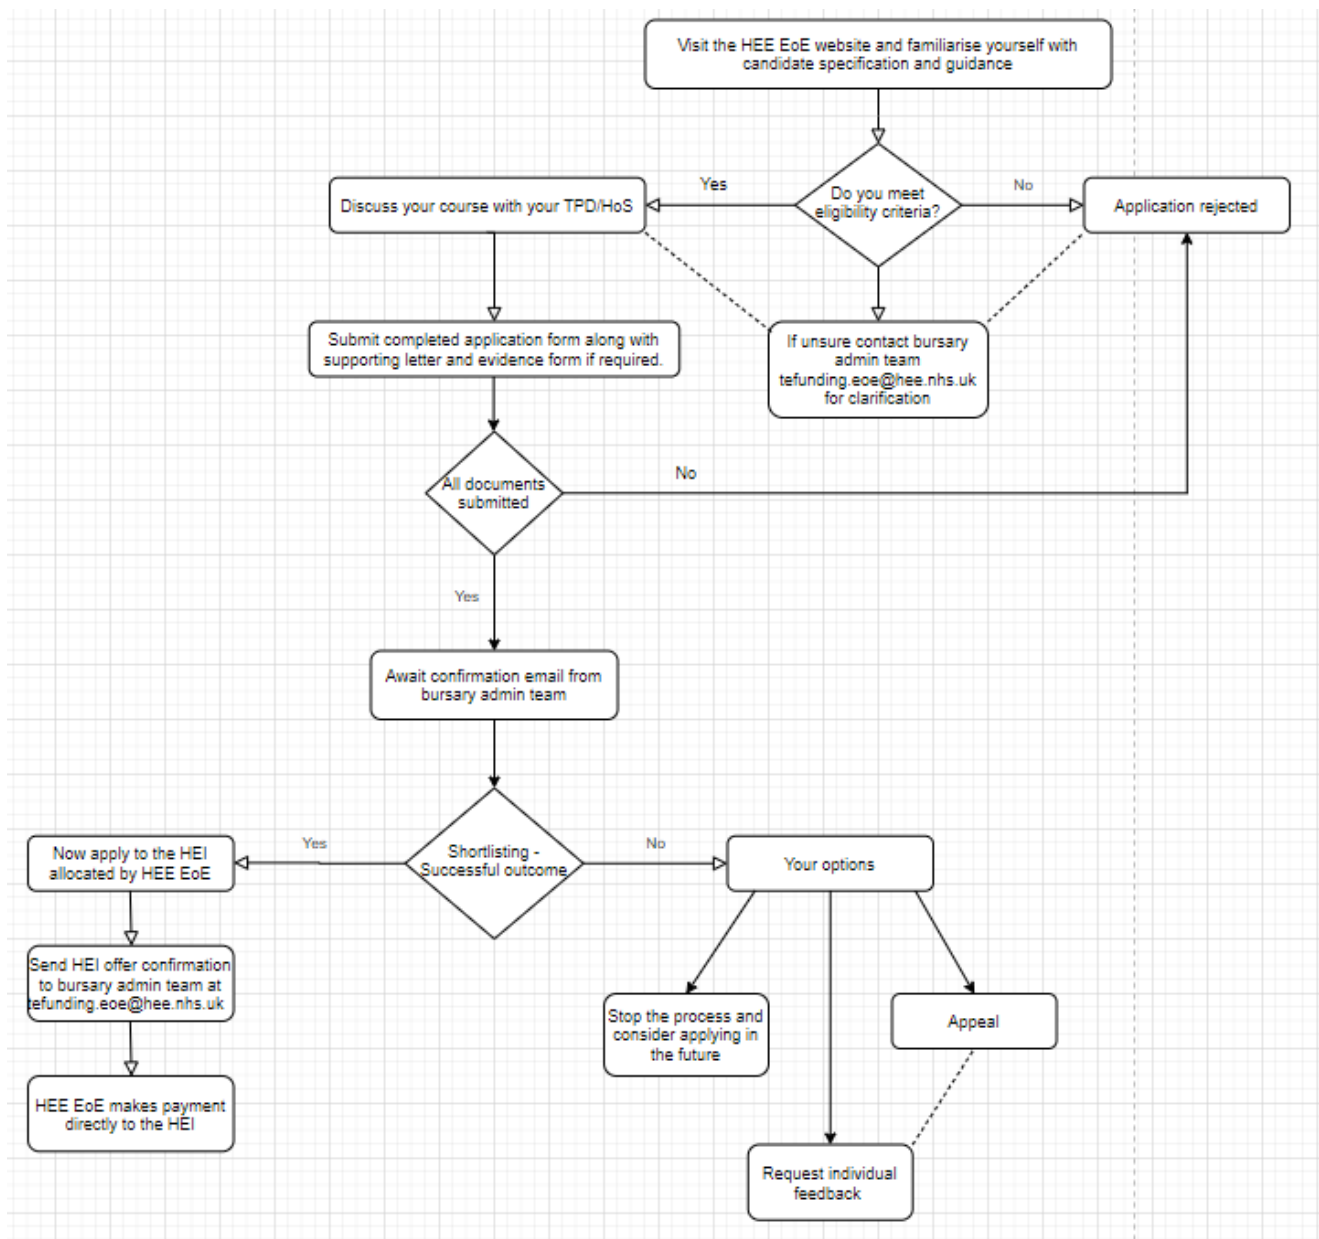 Visit the HEE EoE website and familiarise yourself with
candidate specification and guidance
Do you meet
eligibility criteria?
Yes
No
Discuss your course with your TPD/HoS
Application rejected
Submit completed application form along with
supporting letter and evidence form if required.
If unsure contact bursary
admin team
tefunding.eoe@hee.nhs.uk
for clarification
All documents
submitted
No
Yes
Await confirmation email from
bursary admin team
Shortlisting -
Successful outcome
Yes
No
Now apply to the HEI
allocated by HEE EoE
Your options
Send HEI offer confirmation
to bursary admin team at
tefunding.eoe@hee.nhs.uk
Stop the process and
consider applying in
the future
Appeal
HEE EoE makes payment
directly to the HEI
Request individual
feedback